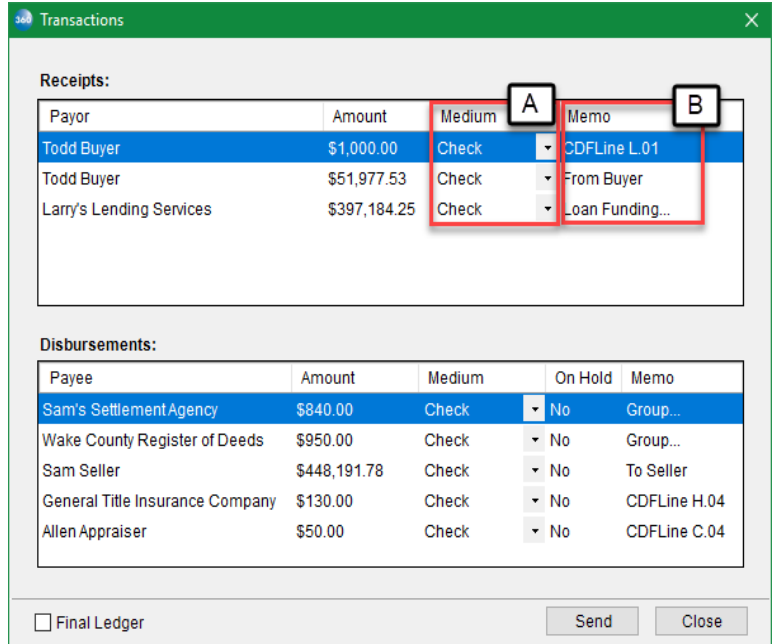 360 Transactions
Receipts:
Payor Amount Medium A Memo B
Todd Buyer $1,000.00 Check CDFLine L.01
Todd Buyer $51,977.53 Check From Buyer
Larry's Lending Services $397,184.25 Check Loan Funding...
Disbursements:
Payee Amount Medium On Hold Memo
Sam's Settlement Agency $840.00 Check No Group...
Wake County Register of Deeds $950.00 Check No Group...
Sam Seller $448,191.78 Check No To Seller
General Title Insurance Company $130.00 Check No CDFLine H.04
Allen Appraiser $50.00 Check No CDFLine C.04
Final Ledger Send Close